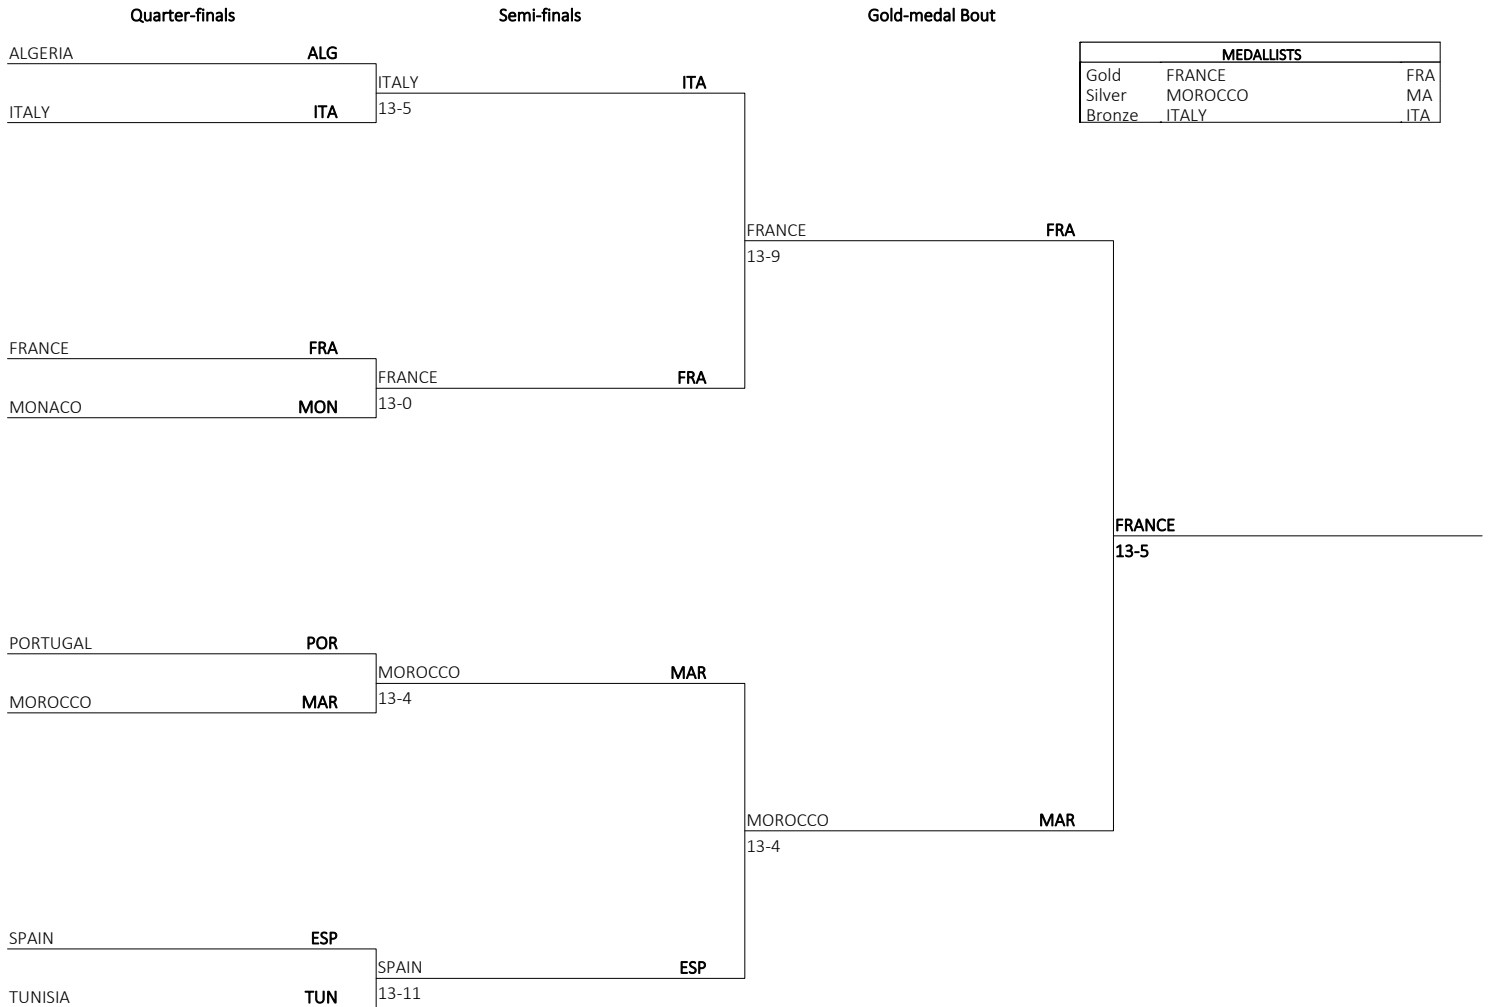 Quarter-finals Semi-finals Gold-medal Bout
MEDALLISTS
Gold FRANCE FRA
Silver MOROCCO MA
Bronze ITALY ITA
ALGERIA ALG
ITALY ITA
13-5
ITALY ITA
FRANCE FRA
13-9
FRANCE FRA
FRANCE FRA
13-0
MONACO MON
FRANCE
13-5
PORTUGAL POR
MOROCCO MAR
13-4
MOROCCO MAR
MOROCCO MAR
13-4
SPAIN ESP
SPAIN ESP
13-11
TUNISIA TUN